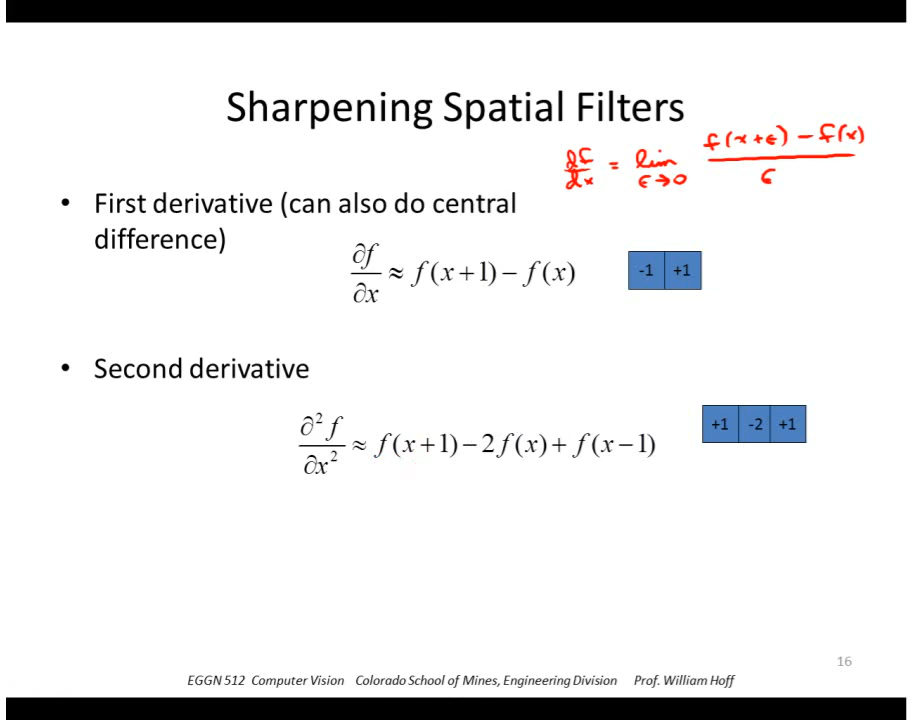 Sharpening Spatial Filters
df/dx = lim ε→0 f(x+ε) − f(x) / ε
• First derivative (can also do central
difference)
∂f/∂x ≈ f(x+1) − f(x)
-1 +1
• Second derivative
∂²f/∂x² ≈ f(x+1) − 2f(x) + f(x−1)
+1 -2 +1
16
EGGN 512 Computer Vision Colorado School of Mines, Engineering Division Prof. William Hoff